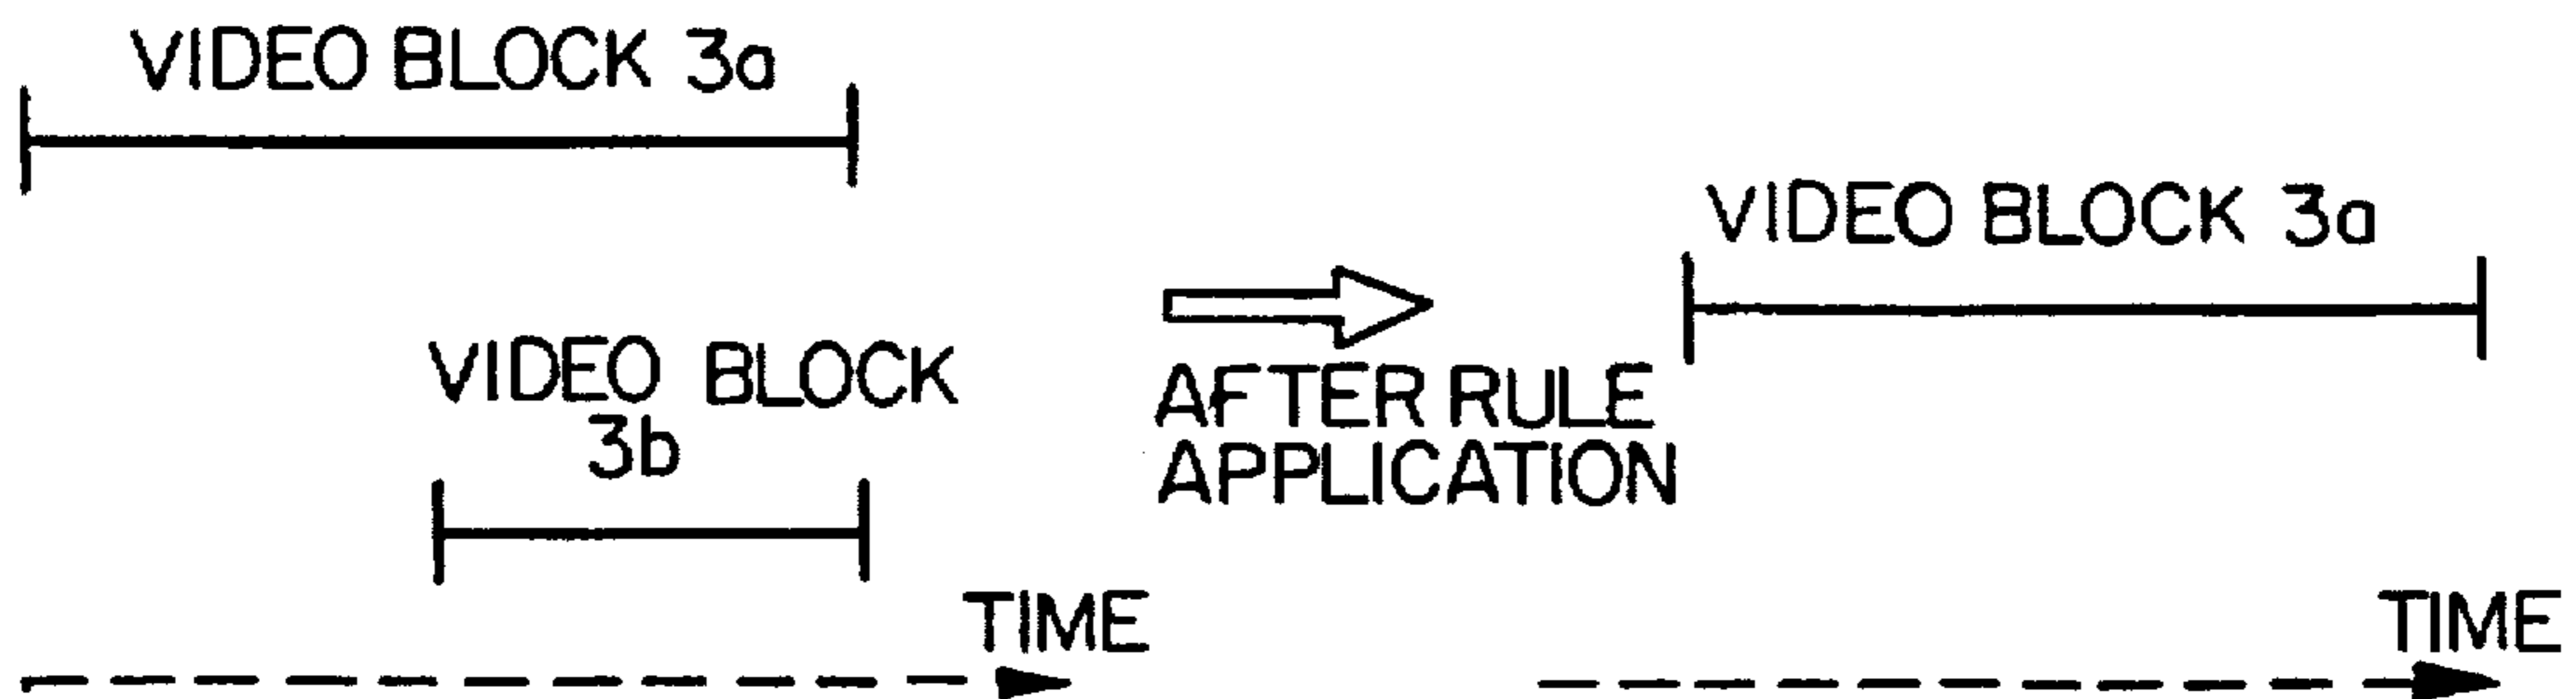 VIDEO BLOCK 3a
VIDEO BLOCK
3b
TIME
AFTER RULE
APPLICATION
VIDEO BLOCK 3a
TIME